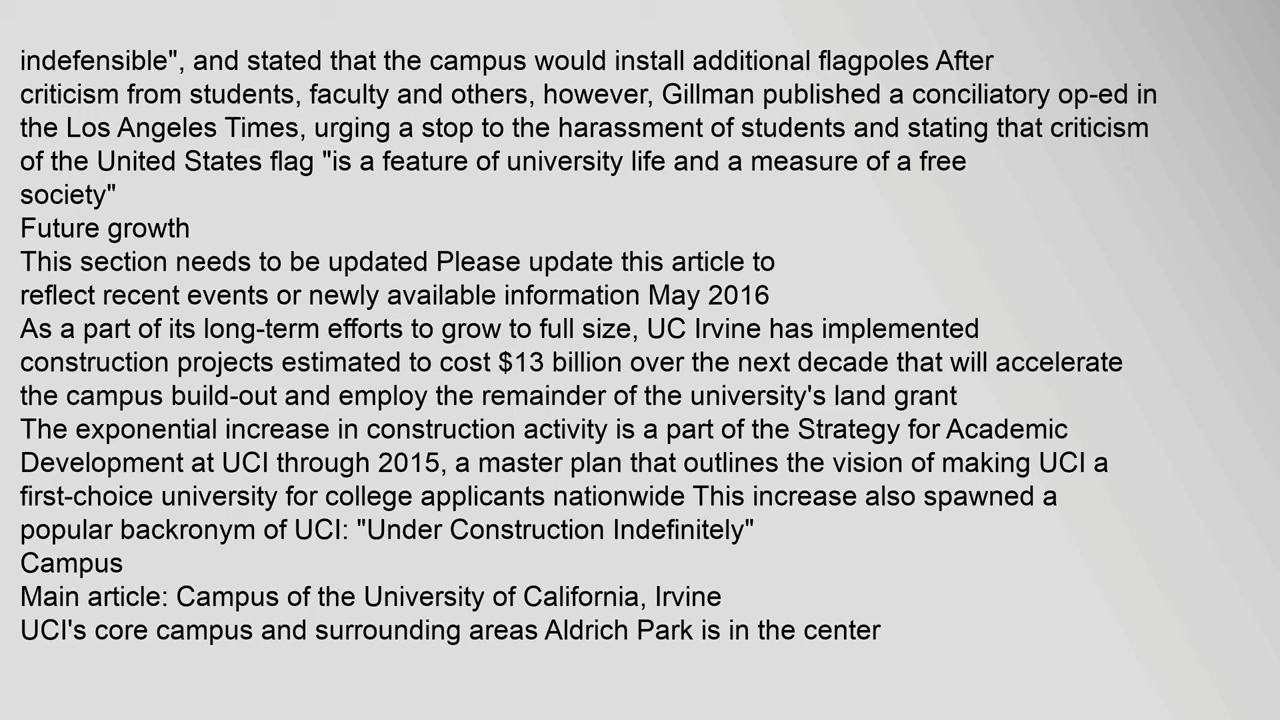 indefensible", and stated that the campus would install additional flagpoles After
criticism from students, faculty and others, however, Gillman published a conciliatory op-ed in
the Los Angeles Times, urging a stop to the harassment of students and stating that criticism
of the United States flag "is a feature of university life and a measure of a free
society"
Future growth
This section needs to be updated Please update this article to
reflect recent events or newly available information May 2016
As a part of its long-term efforts to grow to full size, UC Irvine has implemented
construction projects estimated to cost $13 billion over the next decade that will accelerate
the campus build-out and employ the remainder of the university's land grant
The exponential increase in construction activity is a part of the Strategy for Academic
Development at UCI through 2015, a master plan that outlines the vision of making UCI a
first-choice university for college applicants nationwide This increase also spawned a
popular backronym of UCI: "Under Construction Indefinitely"
Campus
Main article: Campus of the University of California, Irvine
UCI's core campus and surrounding areas Aldrich Park is in the center